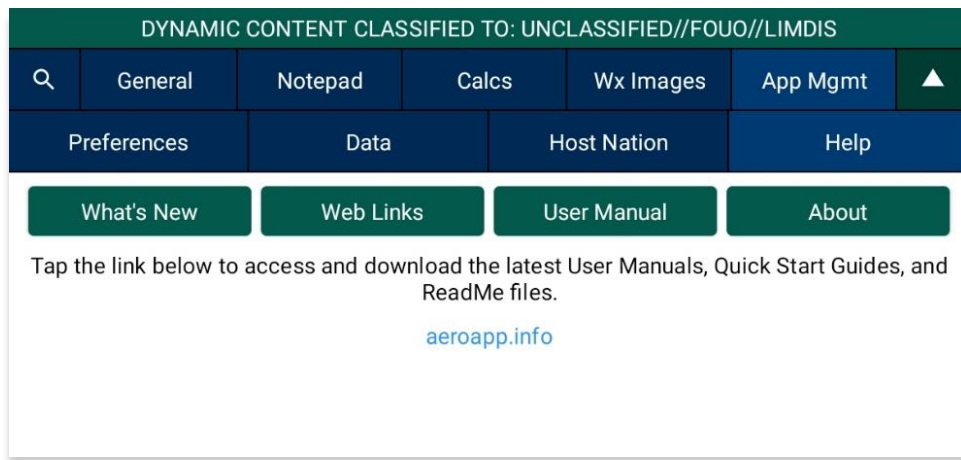 DYNAMIC CONTENT CLASSIFIED TO: UNCLASSIFIED//FOUO//LIMDIS
General Notepad Calcs Wx Images App Mgmt
Preferences Data Host Nation Help
What's New Web Links User Manual About
Tap the link below to access and download the latest User Manuals, Quick Start Guides, and
ReadMe files.
aeroapp.info